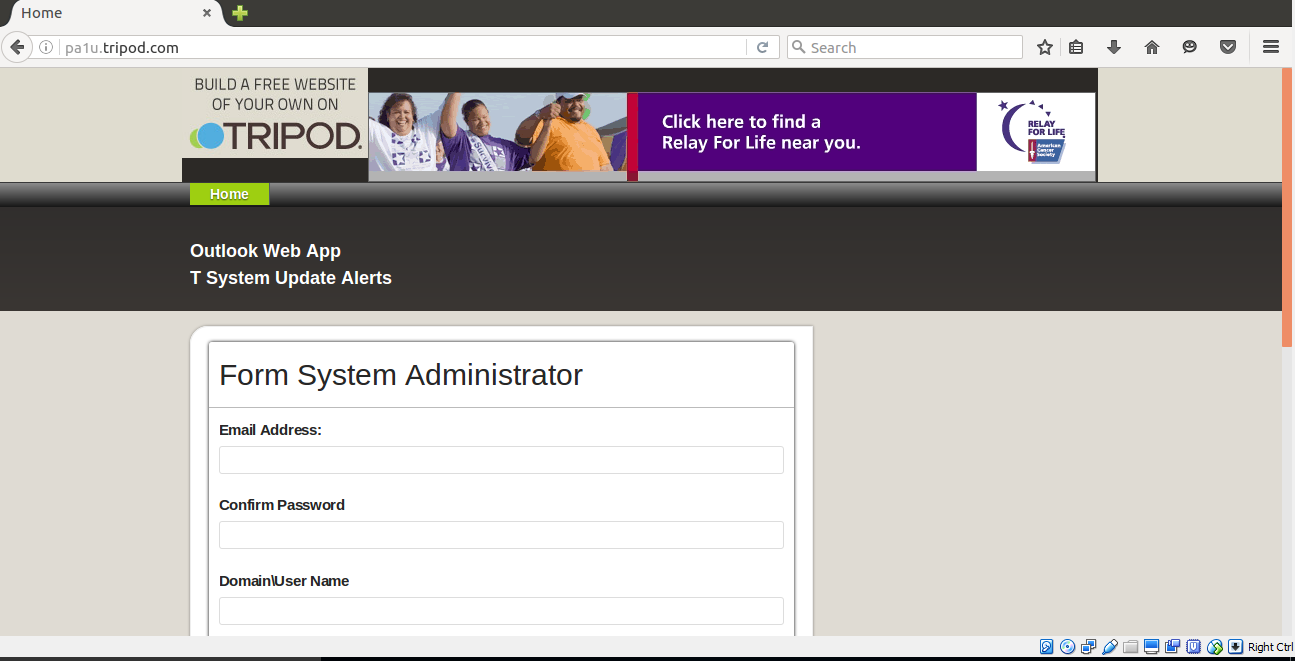 Home
pa1u.tripod.com
Search
BUILD A FREE WEBSITE
OF YOUR OWN ON
TRIPOD.
Survivor
Click here to find a
Relay For Life near you.
RELAY
FOR LIFE
American
Cancer
Society
Home
Outlook Web App
T System Update Alerts
Form System Administrator
Email Address:
Confirm Password
Domain\User Name
Right Ctrl